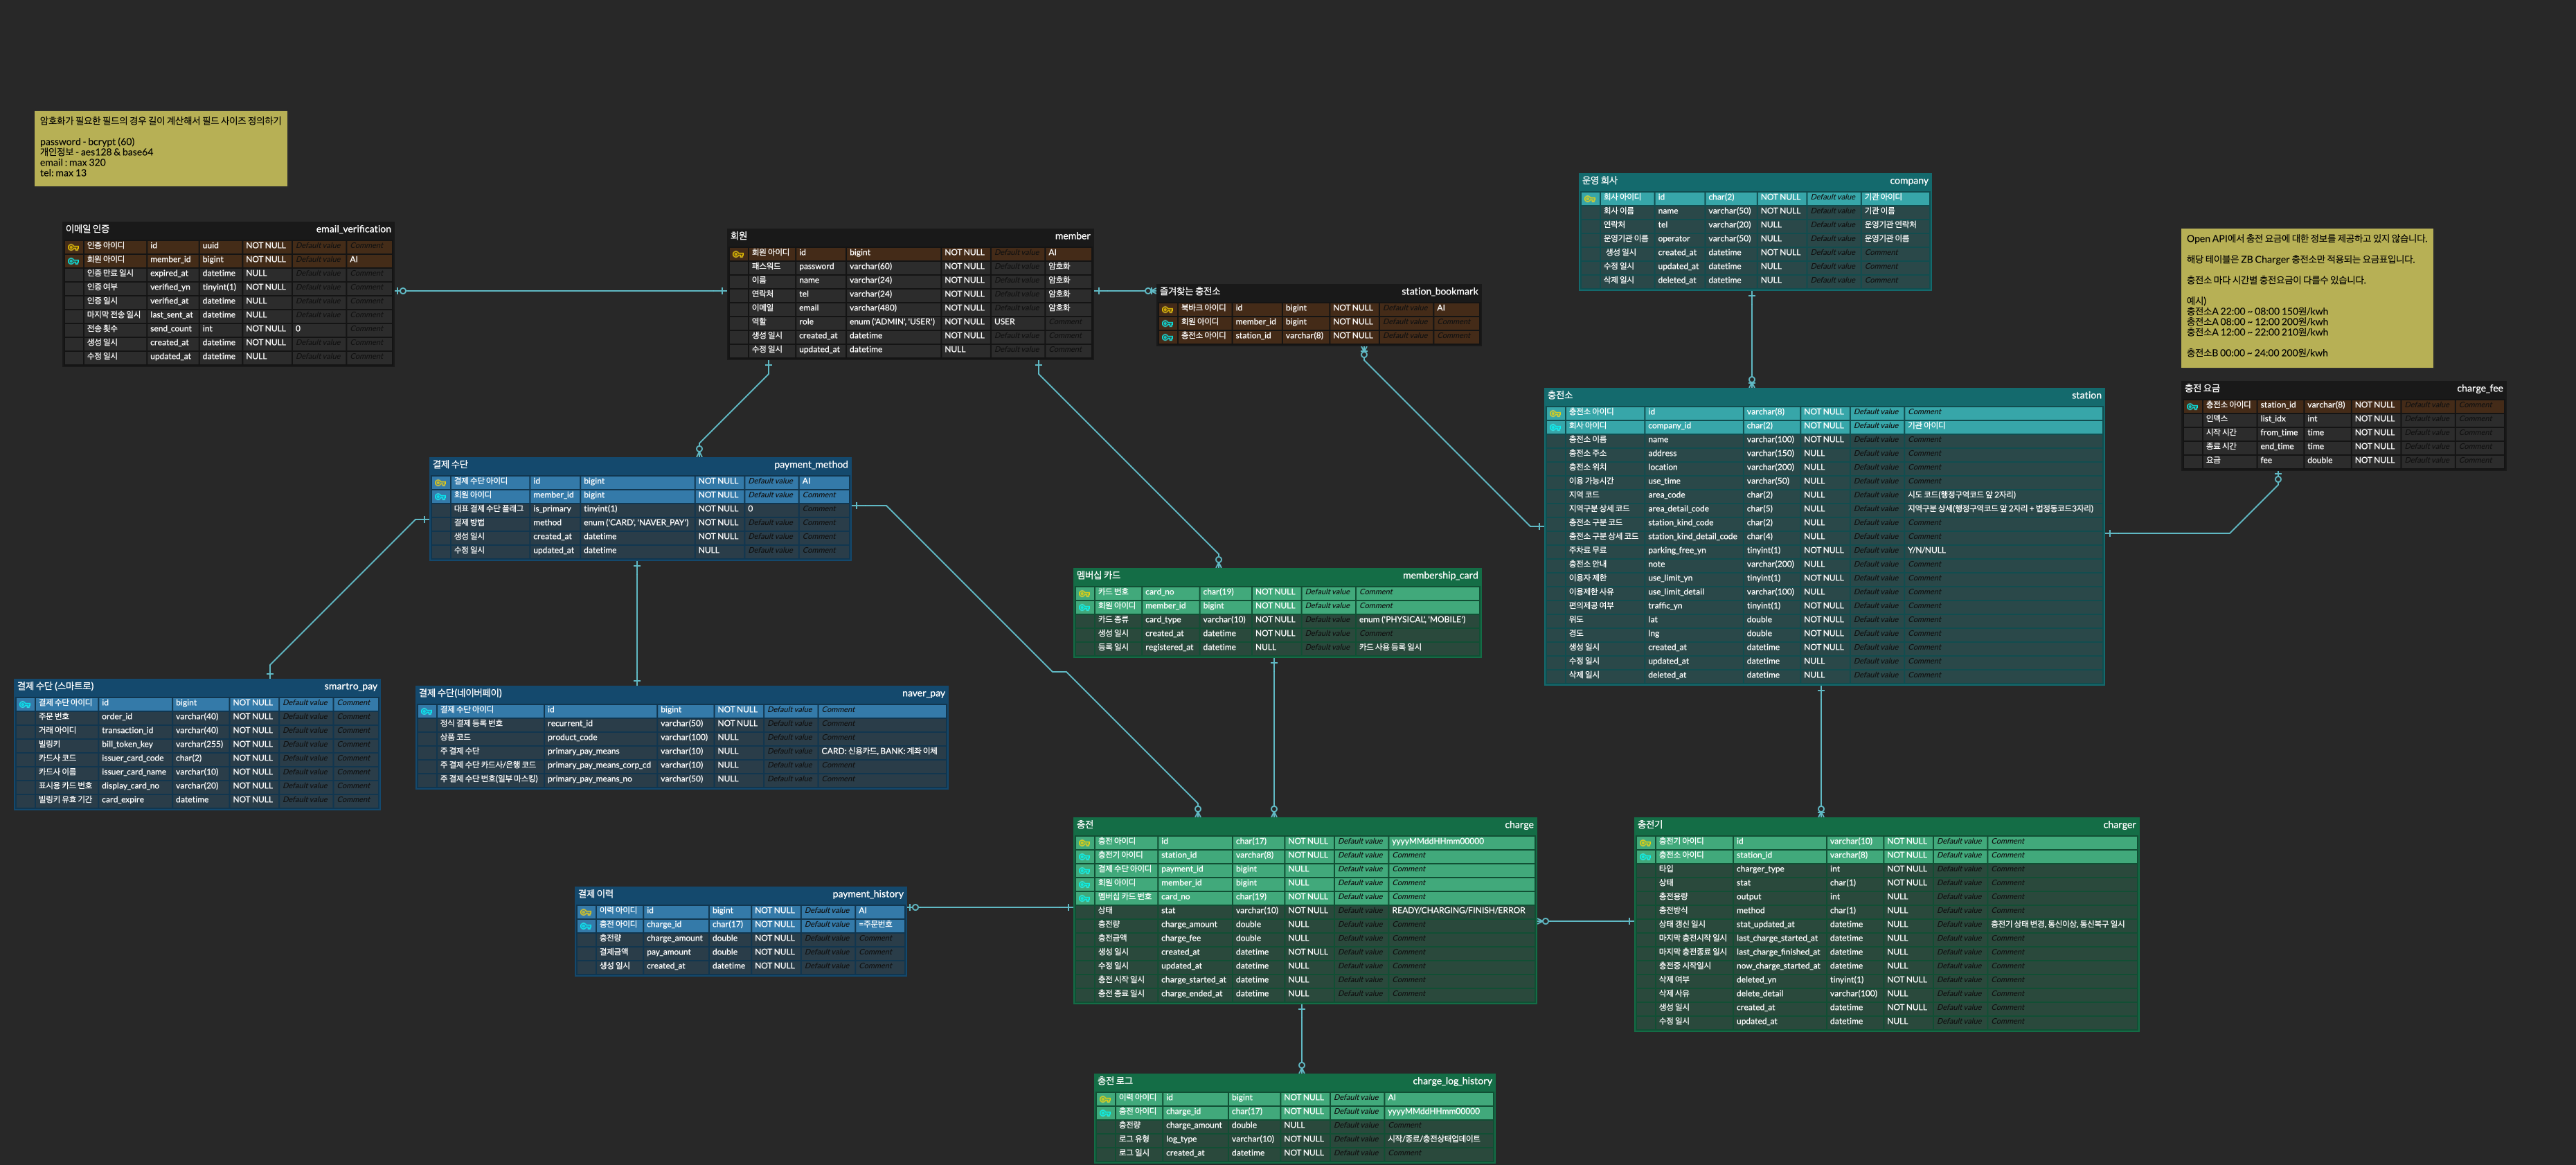 암호화가 필요한 필드의 경우 길이 계산해서 필드 사이즈 정의하기
password - bcrypt (60)
개인정보 - aes128 & base64
email : max 320
tel: max 13
이메일 인증 email_verification
인증 아이디 id uuid NOT NULL Default value Comment
회원 아이디 member_id bigint NOT NULL Default value AI
인증 만료 일시 expired_at datetime NULL Default value Comment
인증 여부 verified_yn tinyint(1) NOT NULL Default value Comment
인증 일시 verified_at datetime NULL Default value Comment
마지막 전송 일시 last_sent_at datetime NULL Default value Comment
전송 횟수 send_count int NOT NULL 0 Comment
생성 일시 created_at datetime NOT NULL Default value Comment
수정 일시 updated_at datetime NULL Default value Comment
회원 member
회원 아이디 id bigint NOT NULL Default value AI
패스워드 password varchar(60) NOT NULL Default value 암호화
이름 name varchar(24) NOT NULL Default value 암호화
연락처 tel varchar(24) NOT NULL Default value 암호화
이메일 email varchar(480) NOT NULL Default value 암호화
역할 role enum ('ADMIN', 'USER') NOT NULL USER Comment
생성 일시 created_at datetime NOT NULL Default value Comment
수정 일시 updated_at datetime NULL Default value Comment
즐겨찾는 충전소 station_bookmark
북바크 아이디 id bigint NOT NULL Default value AI
회원 아이디 member_id bigint NOT NULL Default value Comment
충전소 아이디 station_id varchar(8) NOT NULL Default value Comment
운영 회사 company
회사 아이디 id char(2) NOT NULL Default value 기관 아이디
회사 이름 name varchar(50) NOT NULL Default value 기관 이름
연락처 tel varchar(20) NULL Default value 운영기관 연락처
운영기관 이름 operator varchar(50) NULL Default value 운영기관 이름
생성 일시 created_at datetime NOT NULL Default value Comment
수정 일시 updated_at datetime NULL Default value Comment
삭제 일시 deleted_at datetime NULL Default value Comment
Open API에서 충전 요금에 대한 정보를 제공하고 있지 않습니다.
해당 테이블은 ZB Charger 충전소만 적용되는 요금표입니다.
충전소 마다 시간별 충전요금이 다를수 있습니다.
예시)
충전소A 22:00 ~ 08:00 150원/kwh
충전소A 08:00 ~ 12:00 200원/kwh
충전소A 12:00 ~ 22:00 210원/kwh
충전소B 00:00 ~ 24:00 200원/kwh
충전 요금 charge_fee
충전소 아이디 station_id varchar(8) NOT NULL Default value Comment
인덱스 list_idx int NOT NULL Default value Comment
시작 시간 from_time time NOT NULL Default value Comment
종료 시간 end_time time NOT NULL Default value Comment
요금 fee double NOT NULL Default value Comment
충전소 station
충전소 아이디 id varchar(8) NOT NULL Default value Comment
회사 아이디 company_id char(2) NOT NULL Default value 기관 아이디
충전소 이름 name varchar(100) NOT NULL Default value Comment
충전소 주소 address varchar(150) NULL Default value Comment
충전소 위치 location varchar(200) NULL Default value Comment
이용 가능시간 use_time varchar(50) NULL Default value Comment
지역 코드 area_code char(2) NOT NULL Default value 시도 코드(행정구역코드 앞 2자리)
지역구분 상세 코드 area_detail_code char(5) NOT NULL Default value 지역구분 상세(행정구역코드 앞 2자리 + 법정동코드3자리)
충전소 구분 코드 station_kind_code char(2) NULL Default value Comment
충전소 구분 상세 코드 station_kind_detail_code char(4) NULL Default value Comment
주차료 무료 parking_free_yn tinyint(1) NOT NULL Default value Y/N/NULL
충전소 안내 note varchar(200) NULL Default value Comment
이용자 제한 use_limit_yn tinyint(1) NOT NULL Default value Comment
이용제한 사유 use_limit_detail varchar(100) NULL Default value Comment
편의제공 여부 traffic_yn tinyint(1) NOT NULL Default value Comment
위도 lat double NOT NULL Default value Comment
경도 lng double NOT NULL Default value Comment
생성 일시 created_at datetime NOT NULL Default value Comment
수정 일시 updated_at datetime NULL Default value Comment
삭제 일시 deleted_at datetime NULL Default value Comment
결제 수단 payment_method
결제 수단 아이디 id bigint NOT NULL Default value AI
회원 아이디 member_id bigint NOT NULL Default value Comment
대표 결제 수단 플래그 is_primary tinyint(1) NOT NULL 0 Comment
결제 방법 method enum ('CARD', 'NAVER_PAY') NOT NULL Default value Comment
생성 일시 created_at datetime NOT NULL Default value Comment
수정 일시 updated_at datetime NULL Default value Comment
멤버십 카드 membership_card
카드 번호 card_no char(19) NOT NULL Default value Comment
회원 아이디 member_id bigint NOT NULL Default value Comment
카드 종류 card_type varchar(10) NOT NULL Default value enum ('PHYSICAL', 'MOBILE')
생성 일시 created_at datetime NOT NULL Default value Comment
등록 일시 registered_at datetime NULL Default value 카드 사용 등록 일시
결제 수단 (스마트로) smartro_pay
결제 수단 아이디 id bigint NOT NULL Default value Comment
주문 번호 order_id varchar(40) NOT NULL Default value Comment
거래 아이디 transaction_id varchar(40) NOT NULL Default value Comment
빌링키 bill_token_key varchar(255) NOT NULL Default value Comment
카드사 코드 issuer_card_code char(2) NOT NULL Default value Comment
카드사 이름 issuer_card_name varchar(10) NOT NULL Default value Comment
표시용 카드 번호 display_card_no varchar(20) NOT NULL Default value Comment
빌링키 유효 기간 card_expire datetime NOT NULL Default value Comment
결제 수단(네이버페이) naver_pay
결제 수단 아이디 id bigint NOT NULL Default value Comment
정식 결제 등록 번호 recurrent_id varchar(50) NOT NULL Default value Comment
상품 코드 product_code varchar(100) NULL Default value Comment
주 결제 수단 primary_pay_means varchar(10) NULL Default value CARD: 신용카드, BANK: 계좌 이체
주 결제 수단 카드사/은행 코드 primary_pay_means_corp_cd varchar(10) NULL Default value Comment
주 결제 수단 번호(일부 마스킹) primary_pay_means_no varchar(50) NULL Default value Comment
충전 charge
충전 아이디 id char(17) NOT NULL Default value yyyyMMddHHmm00000
충전기 아이디 station_id varchar(8) NOT NULL Default value Comment
결제 수단 아이디 payment_id bigint NULL Default value Comment
회원 아이디 member_id bigint NULL Default value Comment
멤버십 카드 번호 card_no char(19) NOT NULL Default value Comment
상태 stat varchar(10) NOT NULL Default value READY/CHARGING/FINISH/ERROR
충전량 charge_amount double NULL Default value Comment
충전금액 charge_fee double NULL Default value Comment
생성 일시 created_at datetime NOT NULL Default value Comment
수정 일시 updated_at datetime NULL Default value Comment
충전 시작 일시 charge_started_at datetime NULL Default value Comment
충전 종료 일시 charge_ended_at datetime NULL Default value Comment
충전기 charger
충전기 아이디 id varchar(10) NOT NULL Default value Comment
충전소 아이디 station_id varchar(8) NOT NULL Default value Comment
타입 charger_type int NOT NULL Default value Comment
상태 stat char(1) NOT NULL Default value Comment
충전용량 output int NULL Default value Comment
충전방식 method char(1) NULL Default value Comment
상태 갱신 일시 stat_updated_at datetime NULL Default value 충전기 상태 변경, 통신이상, 통신복구 일시
마지막 충전시작 일시 last_charge_started_at datetime NULL Default value Comment
마지막 충전종료 일시 last_charge_finished_at datetime NULL Default value Comment
충전중 시작일시 now_charge_started_at datetime NULL Default value Comment
삭제 여부 deleted_yn tinyint(1) NOT NULL Default value Comment
삭제 사유 delete_detail varchar(100) NULL Default value Comment
생성 일시 created_at datetime NOT NULL Default value Comment
수정 일시 updated_at datetime NULL Default value Comment
결제 이력 payment_history
이력 아이디 id bigint NOT NULL Default value AI
충전 아이디 charge_id char(17) NOT NULL Default value =주문번호
충전량 charge_amount double NOT NULL Default value Comment
결제금액 pay_amount double NOT NULL Default value Comment
생성 일시 created_at datetime NOT NULL Default value Comment
충전 로그 charge_log_history
이력 아이디 id bigint NOT NULL Default value AI
충전 아이디 charge_id char(17) NOT NULL Default value yyyyMMddHHmm00000
충전량 charge_amount double NULL Default value Comment
로그 유형 log_type varchar(10) NOT NULL Default value 시작/종료/충전상태업데이트
로그 일시 created_at datetime NOT NULL Default value Comment